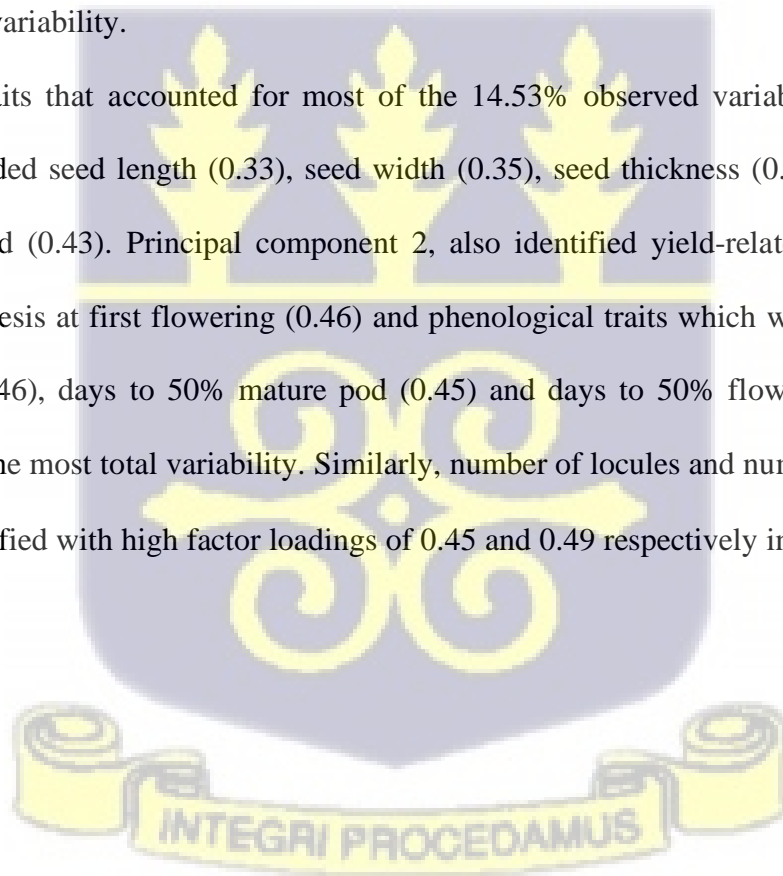 variability.
its that accounted for most of the 14.53% observed variab
ded seed length (0.33), seed width (0.35), seed thickness (0.
d (0.43). Principal component 2, also identified yield-relat
esis at first flowering (0.46) and phenological traits which w
46), days to 50% mature pod (0.45) and days to 50% flow
ne most total variability. Similarly, number of locules and nu
fied with high factor loadings of 0.45 and 0.49 respectively in
INTEGRI PROCEDAMUS